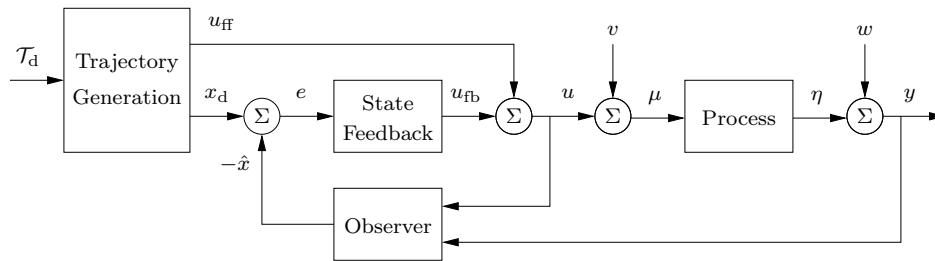 𝒯_d
Trajectory
Generation
u_ff
x_d
Σ
e
State
Feedback
u_fb
Σ
u
v
Σ
μ
Process
η
w
Σ
y
−x̂
Observer